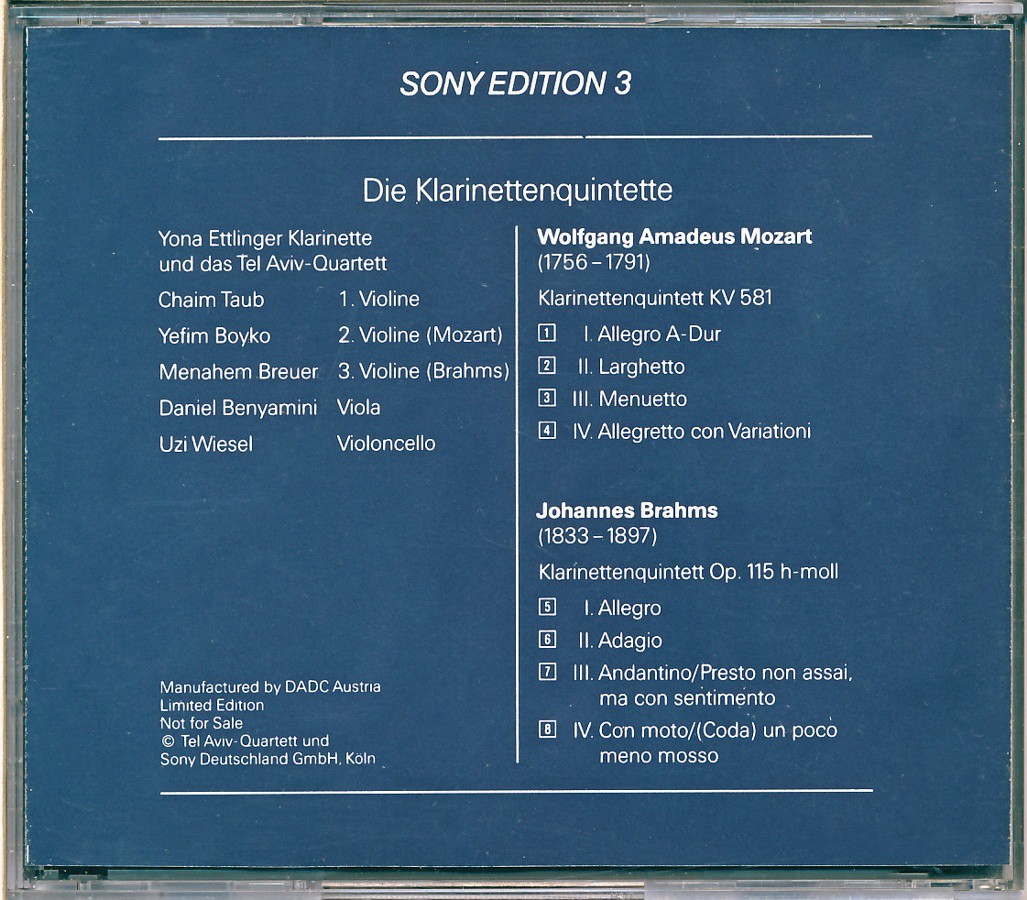 SONY EDITION 3
Die Klarinettenquintette
Yona Ettlinger Klarinette
und das Tel Aviv-Quartett
Chaim Taub 1. Violine
Yefim Boyko 2. Violine (Mozart)
Menahem Breuer 3. Violine (Brahms)
Daniel Benyamini Viola
Uzi Wiesel Violoncello
Manufactured by DADC Austria
Limited Edition
Not for Sale
© Tel Aviv-Quartett und
Sony Deutschland GmbH, Köln
Wolfgang Amadeus Mozart
(1756 – 1791)
Klarinettenquintett KV 581
1 I. Allegro A-Dur
2 II. Larghetto
3 III. Menuetto
4 IV. Allegretto con Variationi
Johannes Brahms
(1833 – 1897)
Klarinettenquintett Op. 115 h-moll
5 I. Allegro
6 II. Adagio
7 III. Andantino/Presto non assai,
ma con sentimento
8 IV. Con moto/(Coda) un poco
meno mosso